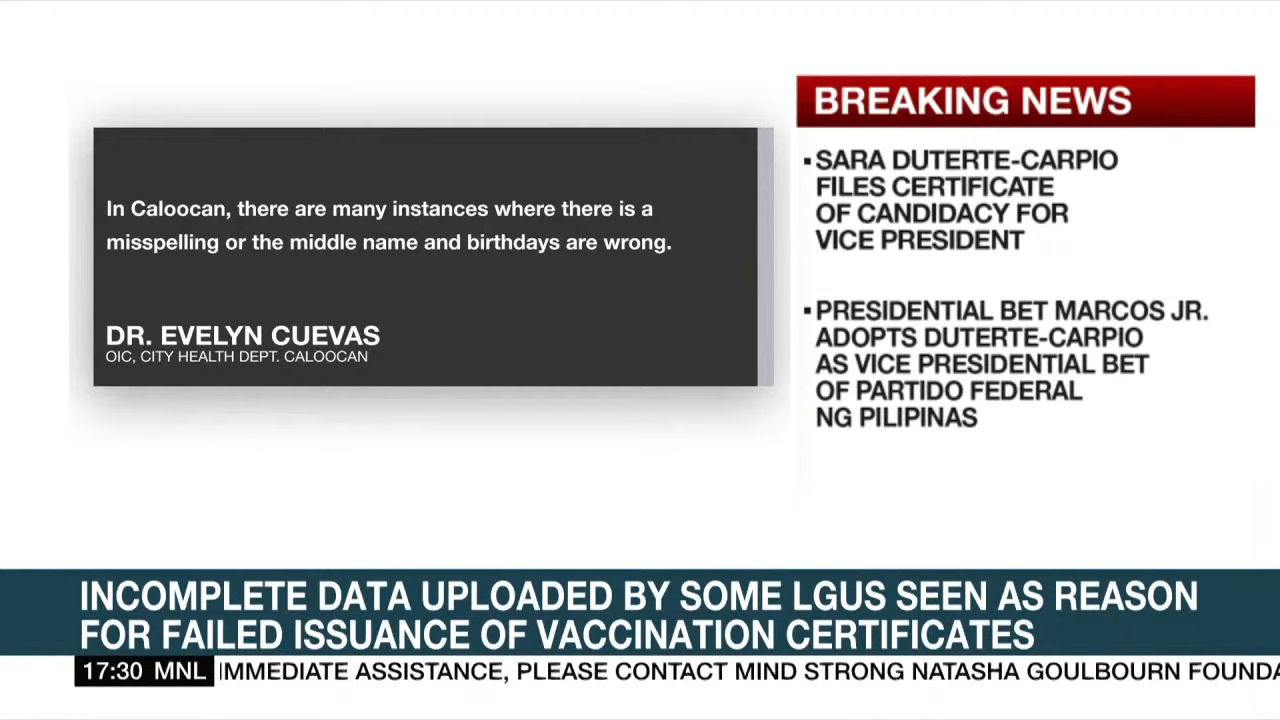 In Caloocan, there are many instances where there is a
misspelling or the middle name and birthdays are wrong.
DR. EVELYN CUEVAS
OIC, CITY HEALTH DEPT. CALOOCAN
BREAKING NEWS
▪SARA DUTERTE-CARPIO
FILES CERTIFICATE
OF CANDIDACY FOR
VICE PRESIDENT
▪PRESIDENTIAL BET MARCOS JR.
ADOPTS DUTERTE-CARPIO
AS VICE PRESIDENTIAL BET
OF PARTIDO FEDERAL
NG PILIPINAS
INCOMPLETE DATA UPLOADED BY SOME LGUS SEEN AS REASON
FOR FAILED ISSUANCE OF VACCINATION CERTIFICATES
17:30 MNL IMMEDIATE ASSISTANCE, PLEASE CONTACT MIND STRONG NATASHA GOULBOURN FOUNDA